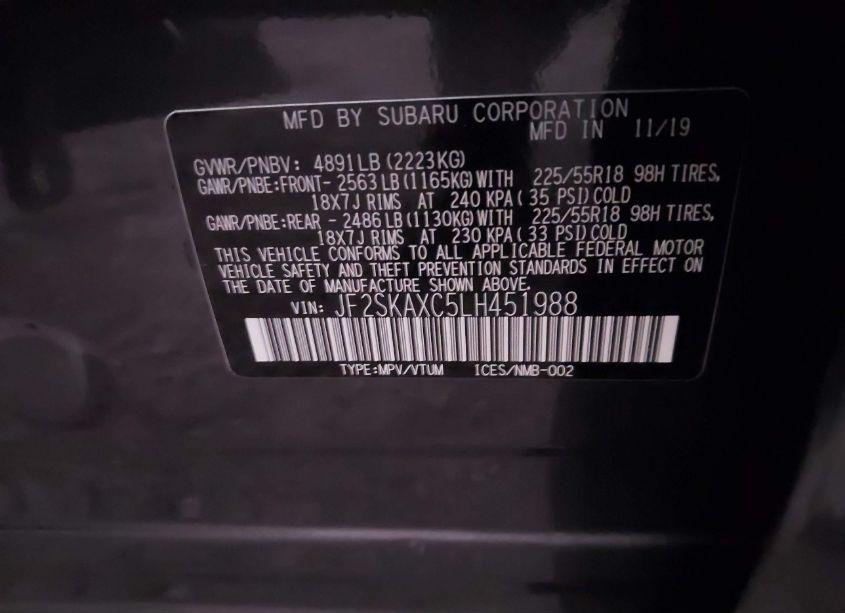 MFD BY SUBARU CORPORATION
MFD IN 11/19
GVWR/PNBV: 4891LB (2223KG)
GAWR/PNBE:FRONT- 2563 LB (1165KG) WITH 225/55R18 98H TIRES,
18X7J RIMS AT 240 KPA ( 35 PSI) COLD
GAWR/PNBE:REAR - 2486 LB (1130KG) WITH 225/55R18 98H TIRES,
18X7J RIMS AT 230 KPA ( 33 PSI) COLD
THIS VEHICLE CONFORMS TO ALL APPLICABLE FEDERAL MOTOR
VEHICLE SAFETY AND THEFT PREVENTION STANDARDS IN EFFECT ON
THE DATE OF MANUFACTURE SHOWN ABOVE.
VIN: JF2SKAXC5LH451988
TYPE:MPV/VTUM ICES/NMB-002